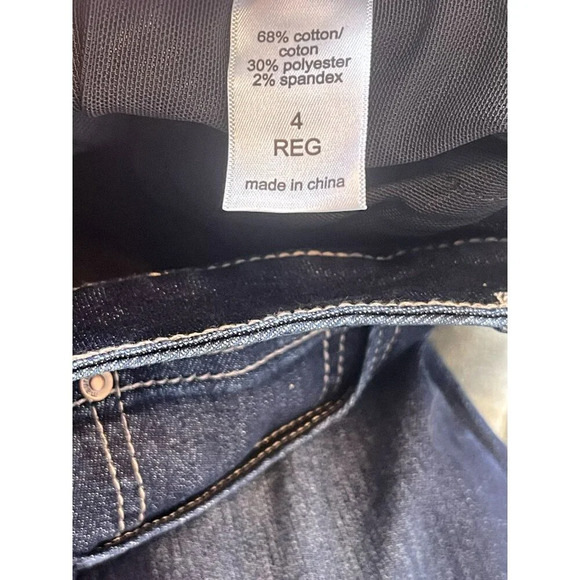 68% cotton/
coton
30% polyester
2% spandex
4
REG
made in china